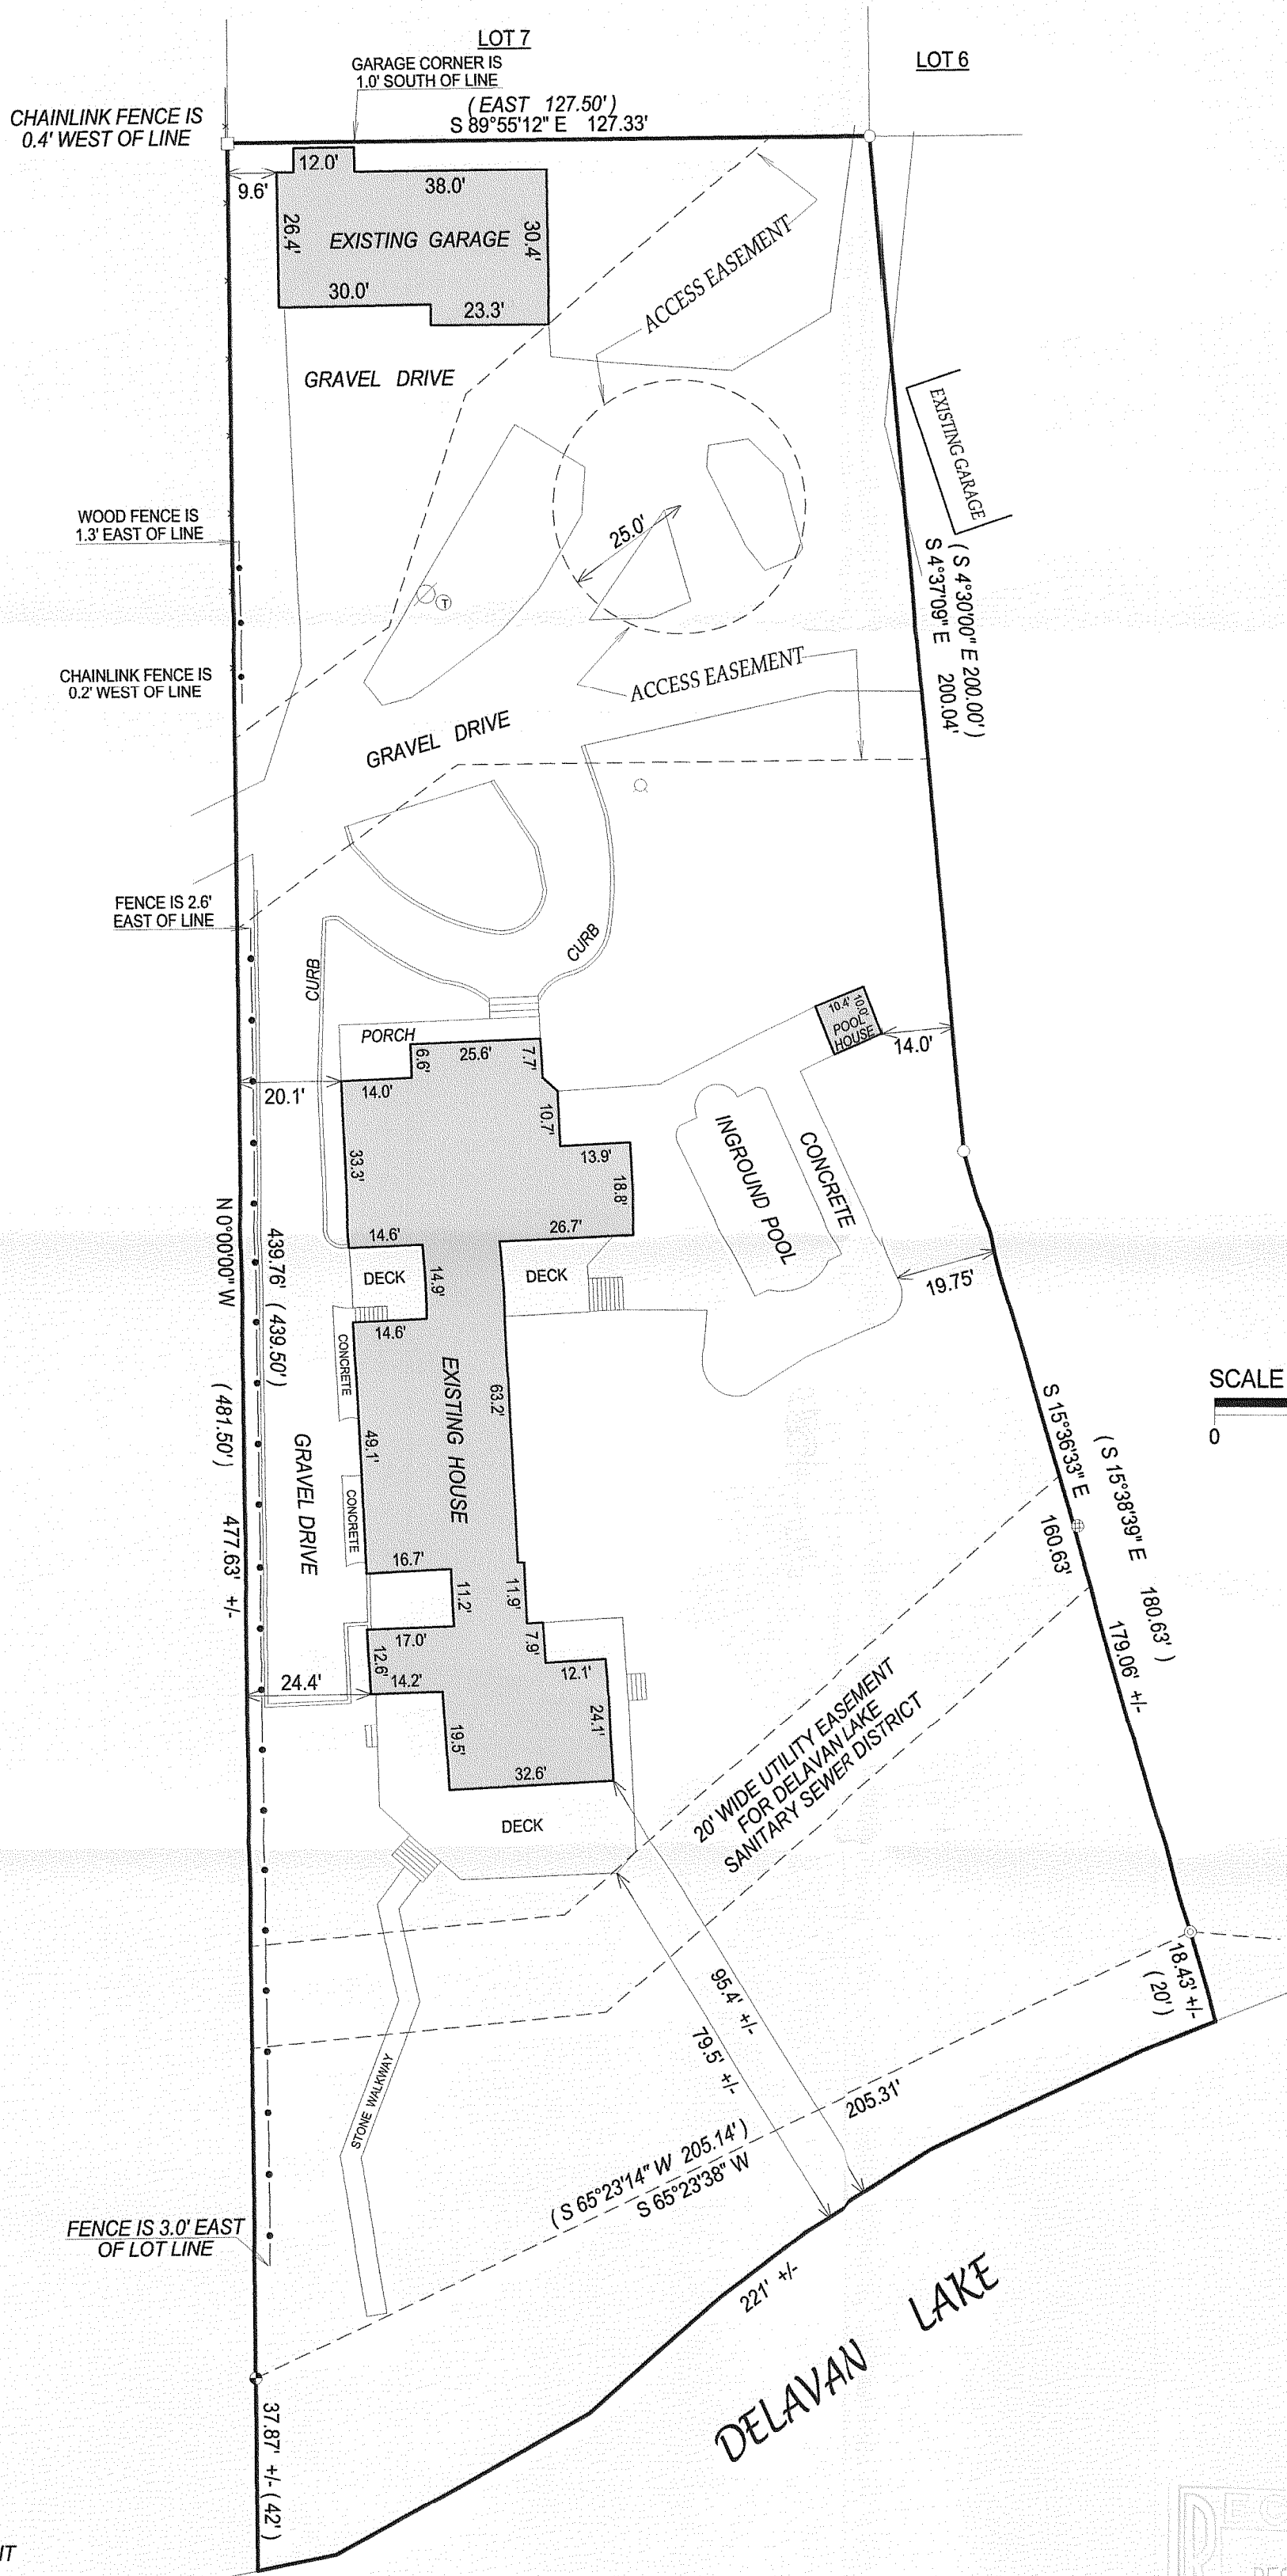 LOT 7
LOT 6
GARAGE CORNER IS
1.0' SOUTH OF LINE
CHAINLINK FENCE IS
0.4' WEST OF LINE
( EAST 127.50' )
S 89°55'12" E 127.33'
12.0'
9.6'
38.0'
26.4'
EXISTING GARAGE
30.4'
30.0'
23.3'
ACCESS EASEMENT
GRAVEL DRIVE
EXISTING GARAGE
WOOD FENCE IS
1.3' EAST OF LINE
25.0'
T
( S 4°30'00" E 200.00' )
S 4°37'09" E 200.04'
CHAINLINK FENCE IS
0.2' WEST OF LINE
ACCESS EASEMENT
GRAVEL DRIVE
FENCE IS 2.6'
EAST OF LINE
CURB
CURB
10.4'
10.0'
POOL
HOUSE
14.0'
PORCH
6.6'
25.6'
7.7'
20.1'
14.0'
10.7'
33.3'
13.9'
18.8'
INGROUND POOL
CONCRETE
14.6'
26.7'
DECK
14.9'
DECK
19.75'
N 0°00'00" W
439.76' ( 439.50' )
( 481.50' )
477.63' +/-
14.6'
CONCRETE
EXISTING HOUSE
63.2'
49.1'
GRAVEL DRIVE
CONCRETE
SCALE
0
S 15°36'33" E
160.63'
( S 15°38'39" E 180.63' )
179.06' +/-
16.7'
11.2'
11.9'
17.0'
12.6'
7.9'
14.2'
12.1'
24.4'
19.5'
24.1'
32.6'
DECK
20' WIDE UTILITY EASEMENT
FOR DELAVAN LAKE
SANITARY SEWER DISTRICT
95.4' +/-
79.5' +/-
18.43' +/-
( 20' )
STONE WALKWAY
205.31'
( S 65°23'14" W 205.14' )
S 65°23'38" W
FENCE IS 3.0' EAST
OF LOT LINE
221' +/-
DELAVAN LAKE
37.87' +/- ( 42' )